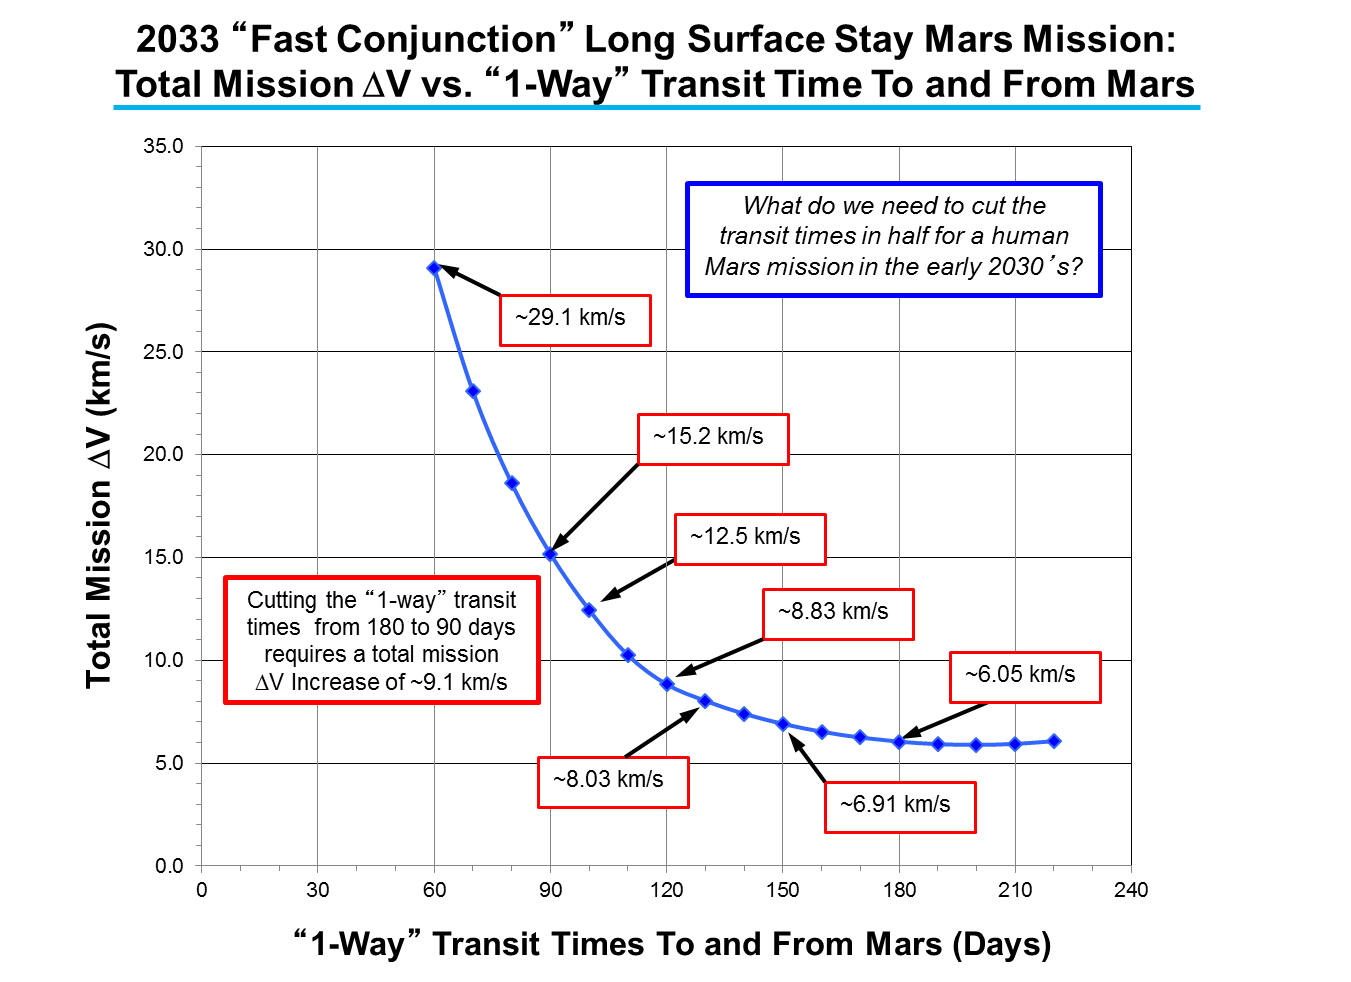 2033 “Fast Conjunction” Long Surface Stay Mars Mission:
Total Mission ΔV vs. “1-Way” Transit Time To and From Mars
35.0
30.0
25.0
20.0
15.0
10.0
5.0
0.0
Total Mission ΔV (km/s)
What do we need to cut the
transit times in half for a human
Mars mission in the early 2030’s?
~29.1 km/s
~15.2 km/s
~12.5 km/s
~8.83 km/s
~6.05 km/s
~8.03 km/s
~6.91 km/s
Cutting the “1-way” transit
times from 180 to 90 days
requires a total mission
ΔV Increase of ~9.1 km/s
0 30 60 90 120 150 180 210 240
“1-Way” Transit Times To and From Mars (Days)